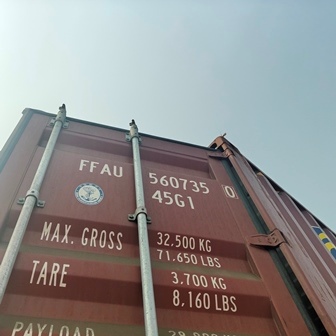 FFAU 560735 0
45G1
MAX. GROSS 32.500 KG
71.650 LBS
TARE 3.700 KG
8,160 LBS
PAYLOAD